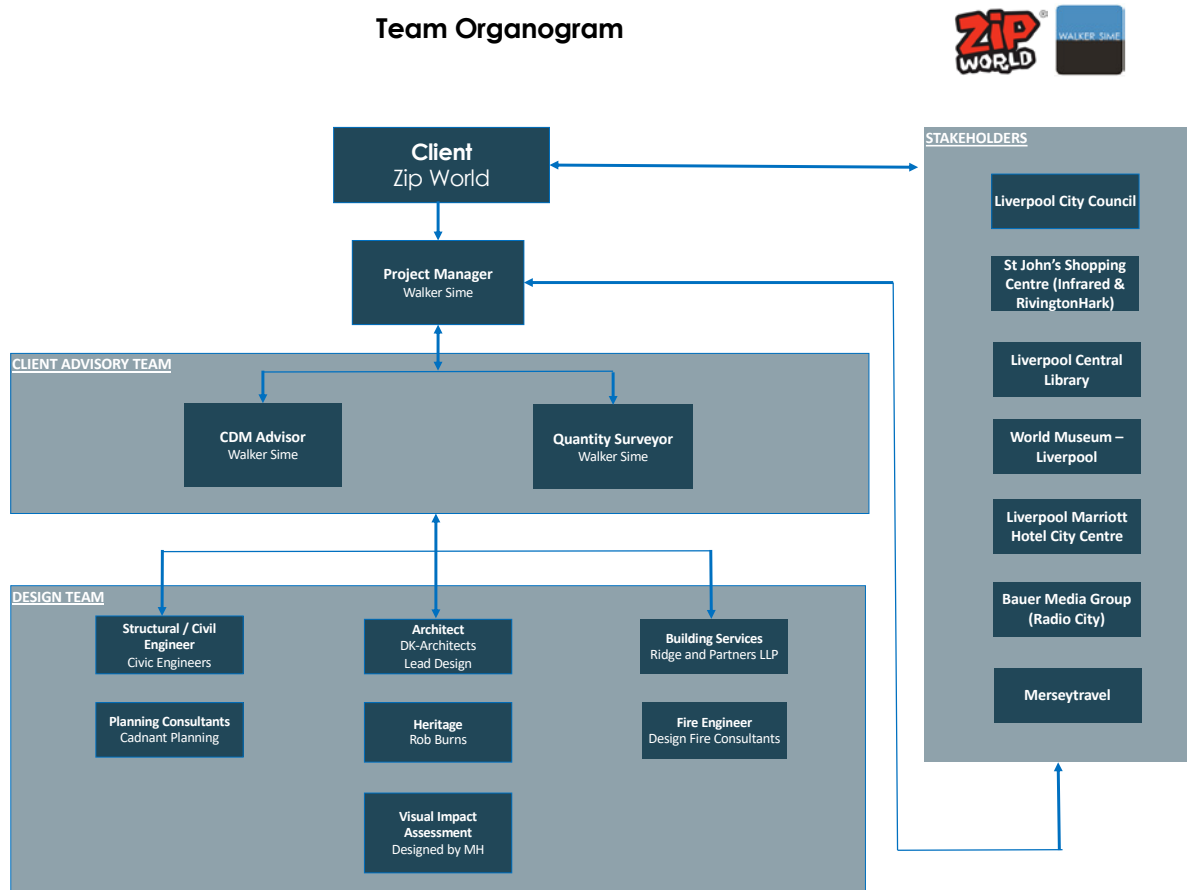 Team Organogram
ZiP
WORLD
®
WALKER SIME
Client
Zip World
Project Manager
Walker Sime
CLIENT ADVISORY TEAM
CDM Advisor
Walker Sime
Quantity Surveyor
Walker Sime
DESIGN TEAM
Structural / Civil
Engineer
Civic Engineers
Architect
DK-Architects
Lead Design
Building Services
Ridge and Partners LLP
Planning Consultants
Cadnant Planning
Heritage
Rob Burns
Fire Engineer
Design Fire Consultants
Visual Impact
Assessment
Designed by MH
STAKEHOLDERS
Liverpool City Council
St John’s Shopping
Centre (Infrared &
RivingtonHark)
Liverpool Central
Library
World Museum –
Liverpool
Liverpool Marriott
Hotel City Centre
Bauer Media Group
(Radio City)
Merseytravel